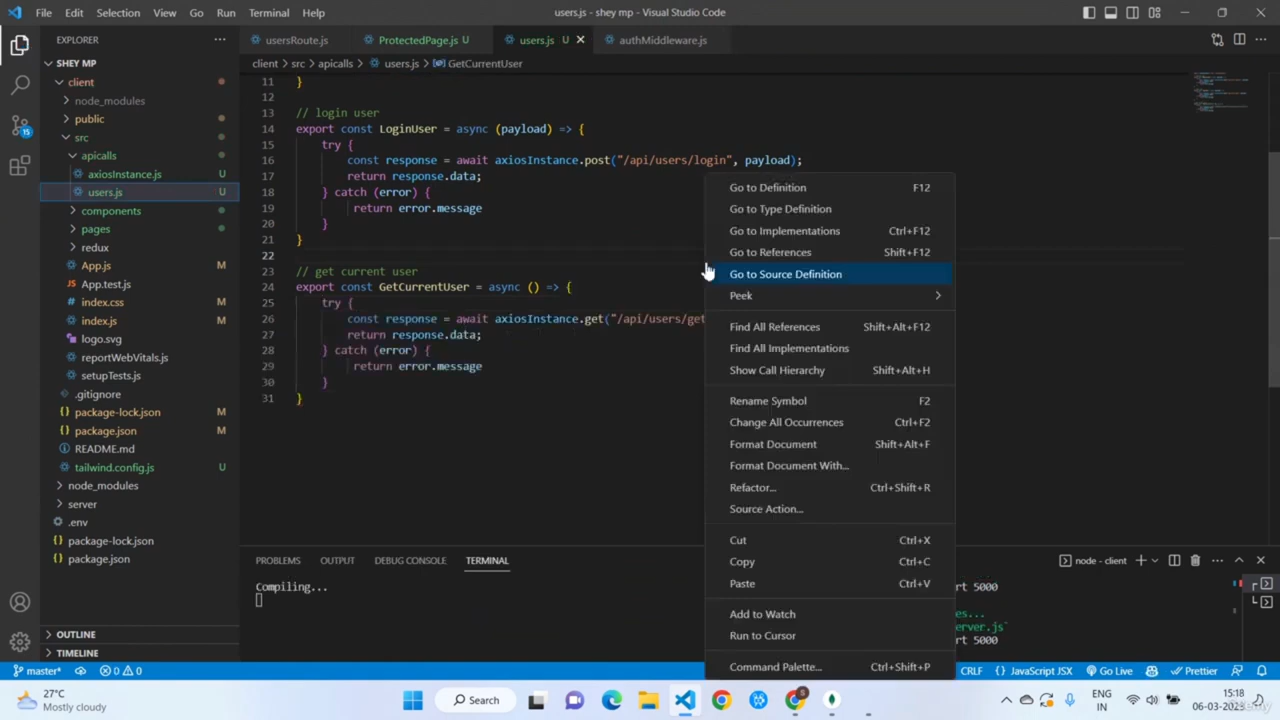 File Edit Selection View Go Run Terminal Help
users.js - shey mp - Visual Studio Code
EXPLORER
usersRoute.js
ProtectedPage.js U
users.js U
authMiddleware.js
SHEY MP
client > src > apicalls > users.js > GetCurrentUser
client
node_modules
public
src
apicalls
axiosInstance.js U
users.js U
components
pages
redux
App.js M
App.test.js
index.css M
index.js M
logo.svg
reportWebVitals.js
setupTests.js
.gitignore
package-lock.json M
package.json M
README.md
tailwind.config.js U
node_modules
server
.env
package-lock.json
package.json
OUTLINE
TIMELINE
11 }
12
13 // login user
14 export const LoginUser = async (payload) => {
15 try {
16 const response = await axiosInstance.post("/api/users/login", payload);
17 return response.data;
18 } catch (error) {
19 return error.message
20 }
21 }
22
23 // get current user
24 export const GetCurrentUser = async () => {
25 try {
26 const response = await axiosInstance.get("/api/users/get
27 return response.data;
28 } catch (error) {
29 return error.message
30 }
31 }
Go to Definition F12
Go to Type Definition
Go to Implementations Ctrl+F12
Go to References Shift+F12
Go to Source Definition
Peek
Find All References Shift+Alt+F12
Find All Implementations
Show Call Hierarchy Shift+Alt+H
Rename Symbol F2
Change All Occurrences Ctrl+F2
Format Document Shift+Alt+F
Format Document With...
Refactor... Ctrl+Shift+R
Source Action...
Cut Ctrl+X
Copy Ctrl+C
Paste Ctrl+V
Add to Watch
Run to Cursor
Command Palette... Ctrl+Shift+P
PROBLEMS OUTPUT DEBUG CONSOLE TERMINAL
node - client
Compiling...
rt 5000
es...
erver.js`
rt 5000
15
master* 0 0
CRLF {} JavaScript JSX Go Live Prettier
27°C
Mostly cloudy
Search
ENG
IN
15:18
06-03-2023